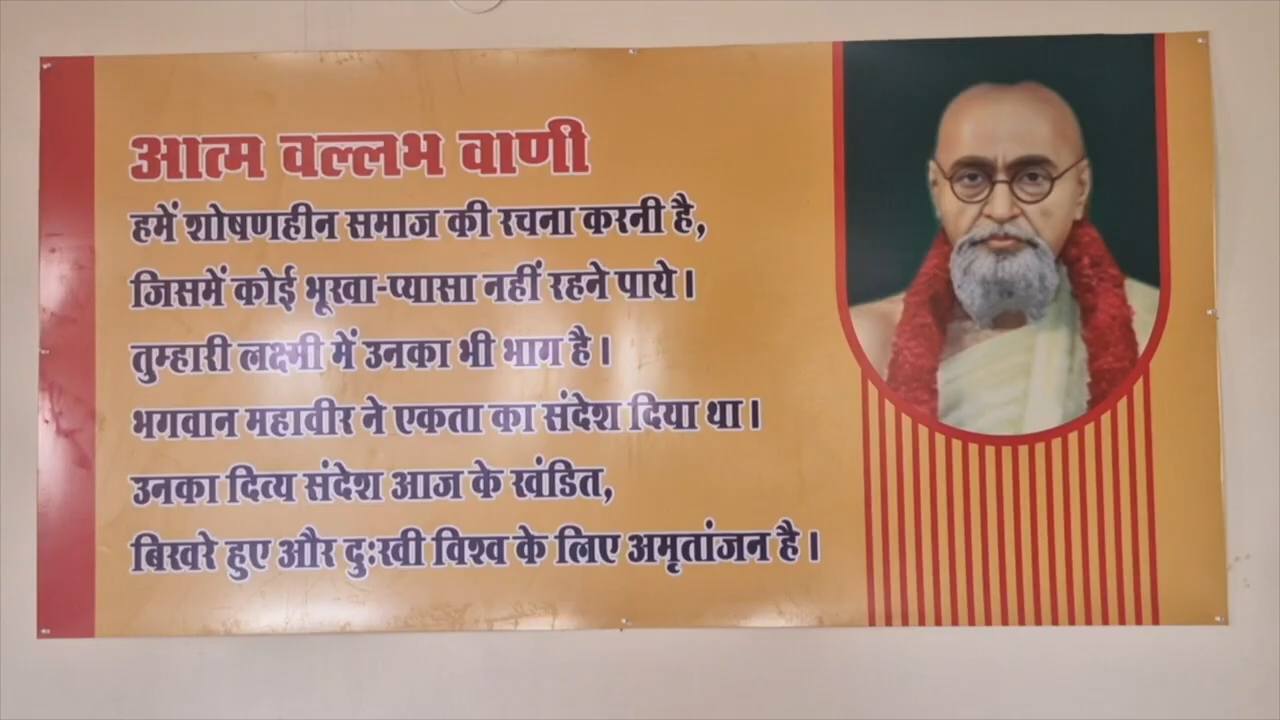 आत्म वल्लभ वाणी
हमें शोषणहीन समाज की रचना करनी है,
जिसमें कोई भूखा-प्यासा नहीं रहने पाये।
तुम्हारी लक्ष्मी में उनका भी भाग है।
भगवान महावीर ने एकता का संदेश दिया था।
उनका दिव्य संदेश आज के खंडित,
बिखरे हुए और दुःखी विश्व के लिए अमृतांजन है।